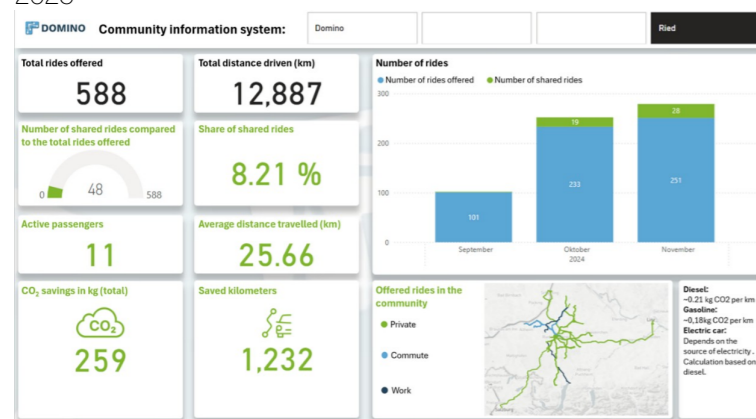 DOMINO Community information system: Domino Ried
Total rides offered
588
Total distance driven (km)
12,887
Number of shared rides compared
to the total rides offered
0 48 588
Share of shared rides
8.21 %
Active passengers
11
Average distance travelled (km)
25.66
CO₂ savings in kg (total)
CO₂
259
Saved kilometers
1,232
Number of rides
Number of rides offered Number of shared rides
300
200
100
0
19
28
233
251
101
September Oktober November
2024
Offered rides in the
community
Private
Commute
Work
Diesel:
~0.21 kg CO2 per km
Gasoline:
~0,18kg CO2 per km
Electric car:
Depends on the
source of electricity .
Calculation based on
diesel.